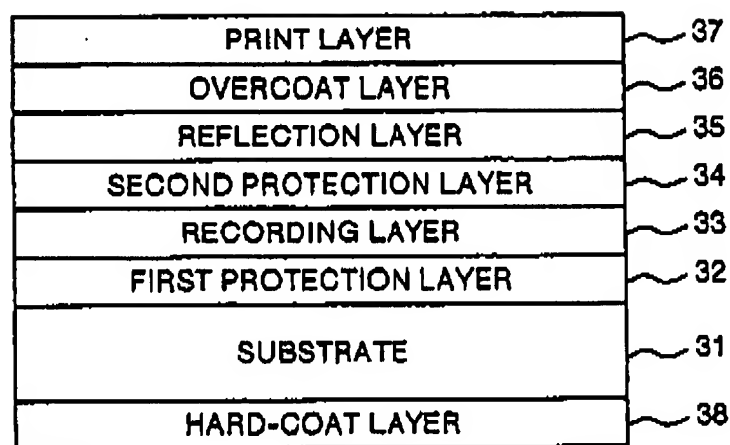 PRINT LAYER 37
OVERCOAT LAYER 36
REFLECTION LAYER 35
SECOND PROTECTION LAYER 34
RECORDING LAYER 33
FIRST PROTECTION LAYER 32
SUBSTRATE 31
HARD-COAT LAYER 38